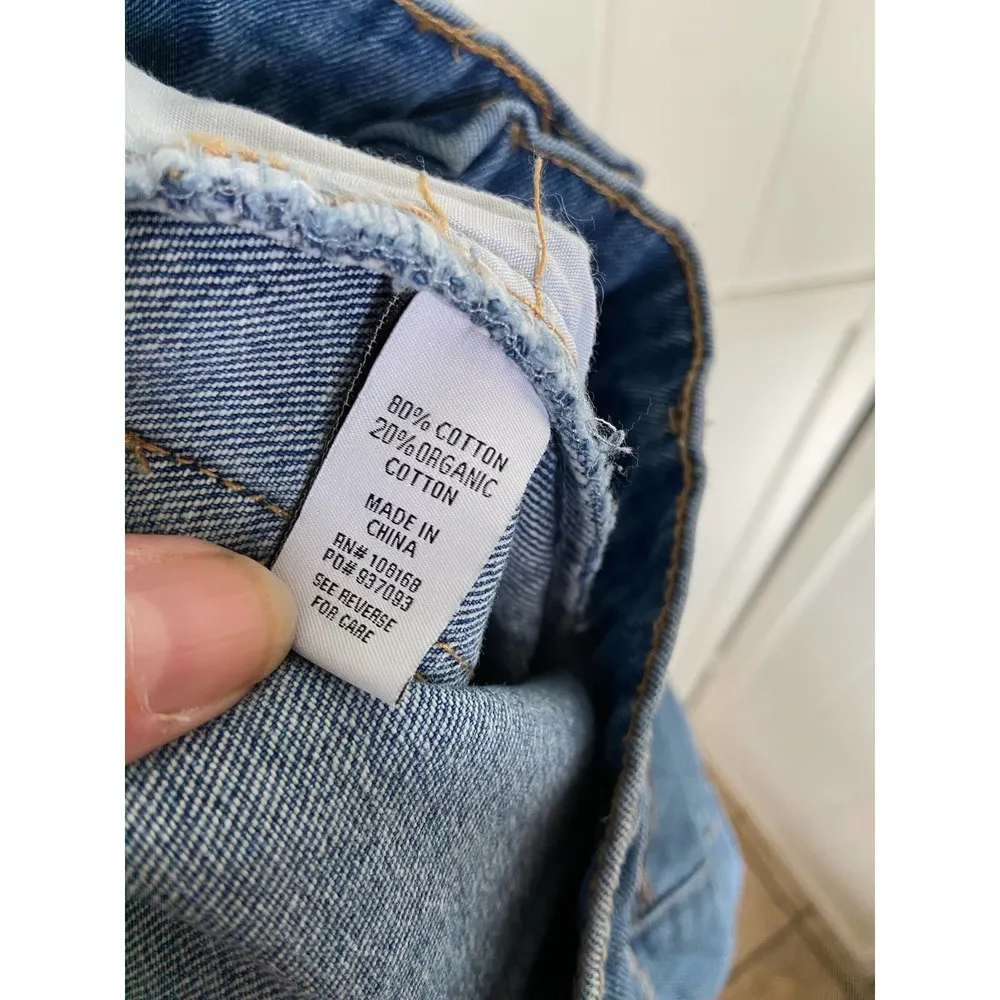 80% COTTON
20%ORGANIC
COTTON
MADE IN
CHINA
RN# 108168
PO# 937093
SEE REVERSE
FOR CARE